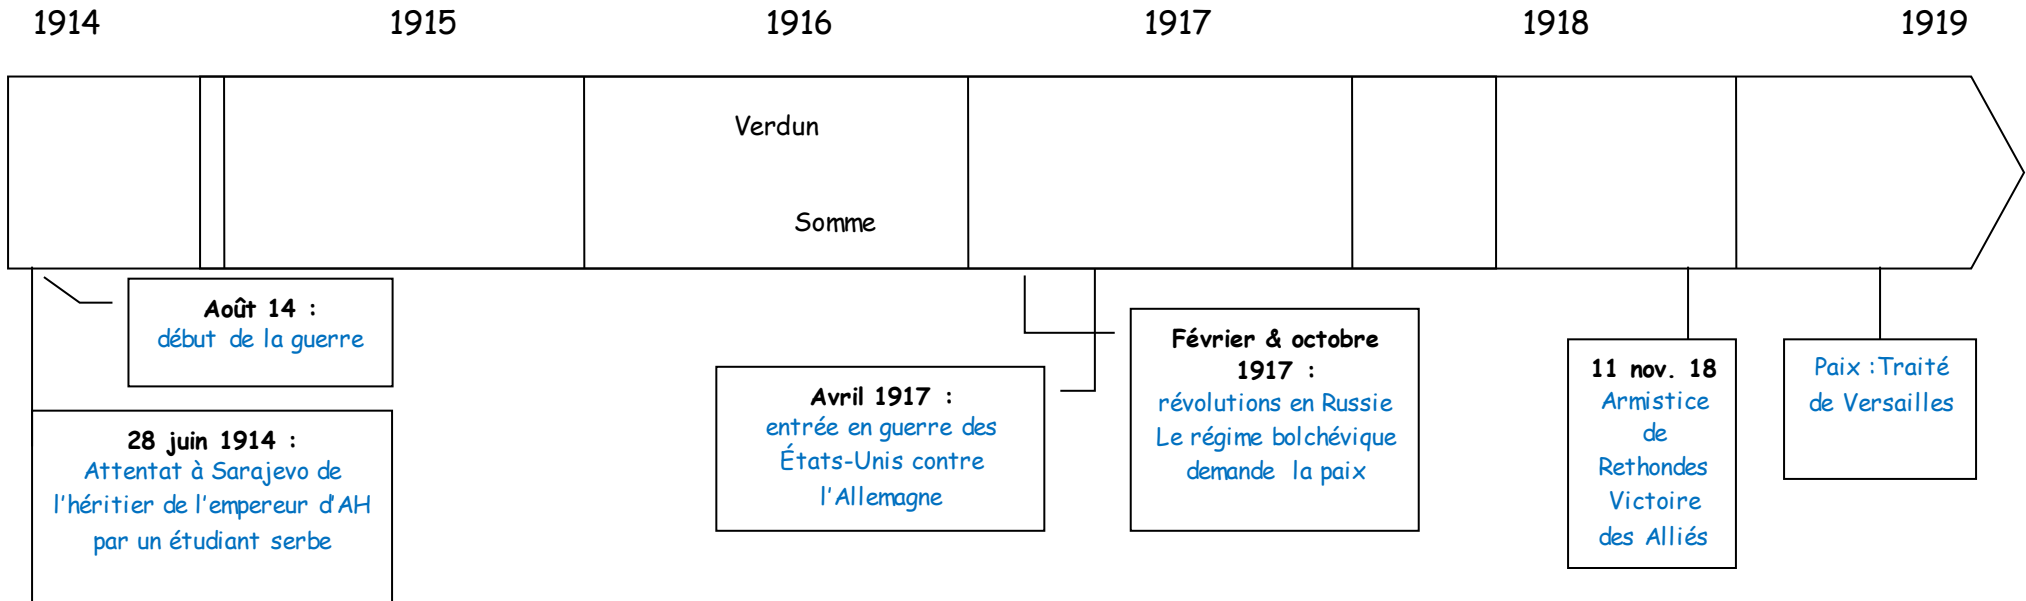 1914 1915 1916 1917 1918 1919
Verdun
Somme
Août 14 :
début de la guerre
28 juin 1914 :
Attentat à Sarajevo de
l'héritier de l'empereur d'AH
par un étudiant serbe
Avril 1917 :
entrée en guerre des
États-Unis contre
l'Allemagne
Février & octobre
1917 :
révolutions en Russie
Le régime bolchévique
demande la paix
11 nov. 18
Armistice
de
Rethondes
Victoire
des Alliés
Paix :Traité
de Versailles